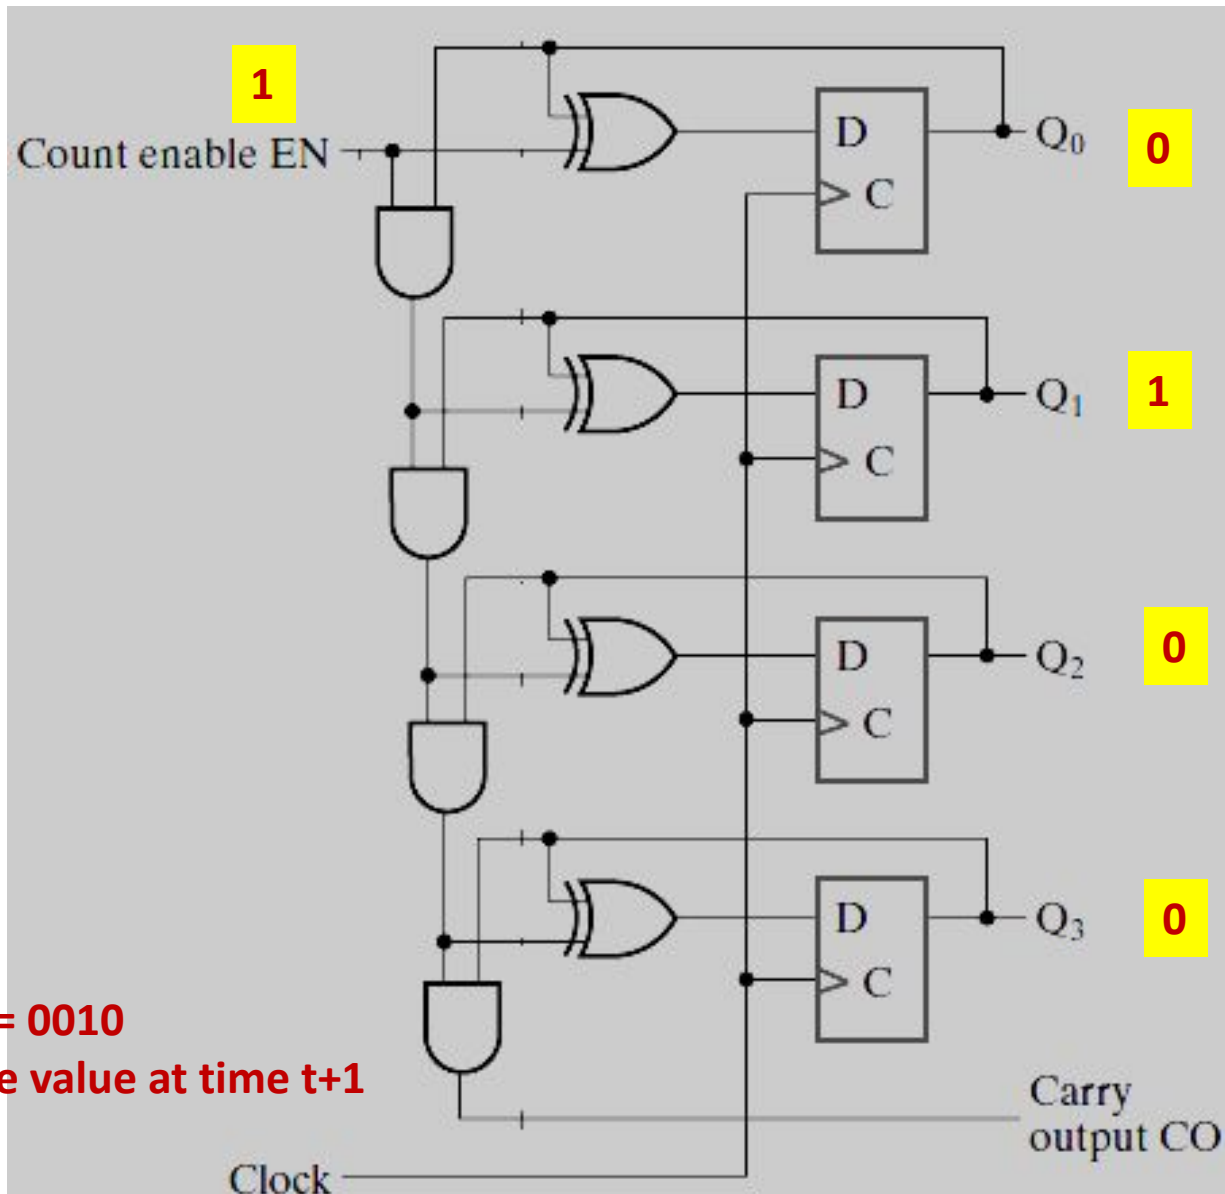 1
Count enable EN
D
C
Q0
0
D
C
Q1
1
D
C
Q2
0
D
C
Q3
0
= 0010
value at time t+1
Carry
output CO
Clock